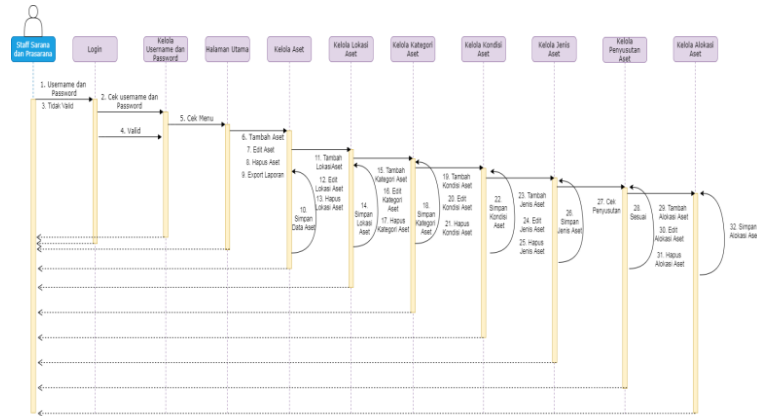 Staff Sarana
dan Prasarana
Login
Kelola
Username dan
Password
Halaman Utama
Kelola Aset
Kelola Lokasi
Aset
Kelola Kategori
Aset
Kelola Kondisi
Aset
Kelola Jenis
Aset
Kelola
Penyusutan
Aset
Kelola Alokasi
Aset
1. Username dan
Password
3. Tidak Valid
2. Cek username dan
Password
4. Valid
5. Cek Menu
6. Tambah Aset
7. Edit Aset
8. Hapus Aset
9. Export Laporan
10.
Simpan
Data Aset
11. Tambah
LokasiAset
12. Edit
Lokasi Aset
13. Hapus
Lokasi Aset
14.
Simpan
Lokasi
Aset
15. Tambah
Kategori Aset
16. Edit
Kategori
Aset
17. Hapus
Kategori Aset
18.
Simpan
Kategori
Aset
19. Tambah
Kondisi Aset
20. Edit
Kondisi Aset
21. Hapus
Kondisi Aset
22.
Simpan
Kondisi
Aset
23. Tambah
Jenis Aset
24. Edit
Jenis Aset
25. Hapus
Jenis Aset
26.
Simpan
Jenis Aset
27. Cek
Penyusutan
28.
Sesuai
29. Tambah
Alokasi Aset
30. Edit
Alokasi Aset
31. Hapus
Alokasi Aset
32. Simpan
Alokasi Aset